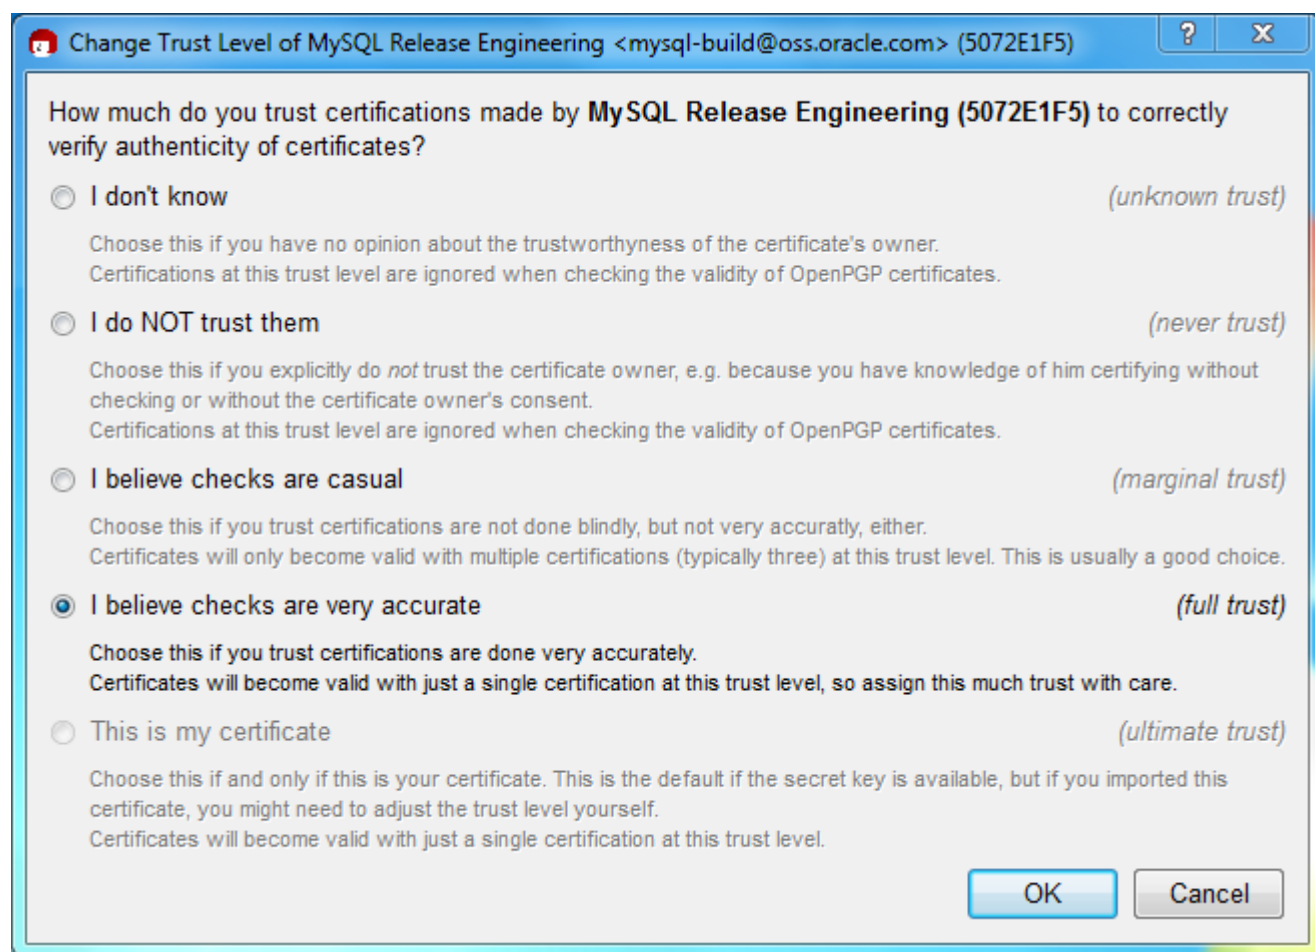 Change Trust Level of MySQL Release Engineering <mysql-build@oss.oracle.com> (5072E1F5)
How much do you trust certifications made by MySQL Release Engineering (5072E1F5) to correctly
verify authenticity of certificates?
I don't know (unknown trust)
Choose this if you have no opinion about the trustworthyness of the certificate's owner.
Certifications at this trust level are ignored when checking the validity of OpenPGP certificates.
I do NOT trust them (never trust)
Choose this if you explicitly do not trust the certificate owner, e.g. because you have knowledge of him certifying without
checking or without the certificate owner's consent.
Certifications at this trust level are ignored when checking the validity of OpenPGP certificates.
I believe checks are casual (marginal trust)
Choose this if you trust certifications are not done blindly, but not very accuratly, either.
Certificates will only become valid with multiple certifications (typically three) at this trust level. This is usually a good choice.
I believe checks are very accurate (full trust)
Choose this if you trust certifications are done very accurately.
Certificates will become valid with just a single certification at this trust level, so assign this much trust with care.
This is my certificate (ultimate trust)
Choose this if and only if this is your certificate. This is the default if the secret key is available, but if you imported this
certificate, you might need to adjust the trust level yourself.
Certificates will become valid with just a single certification at this trust level.
OK Cancel